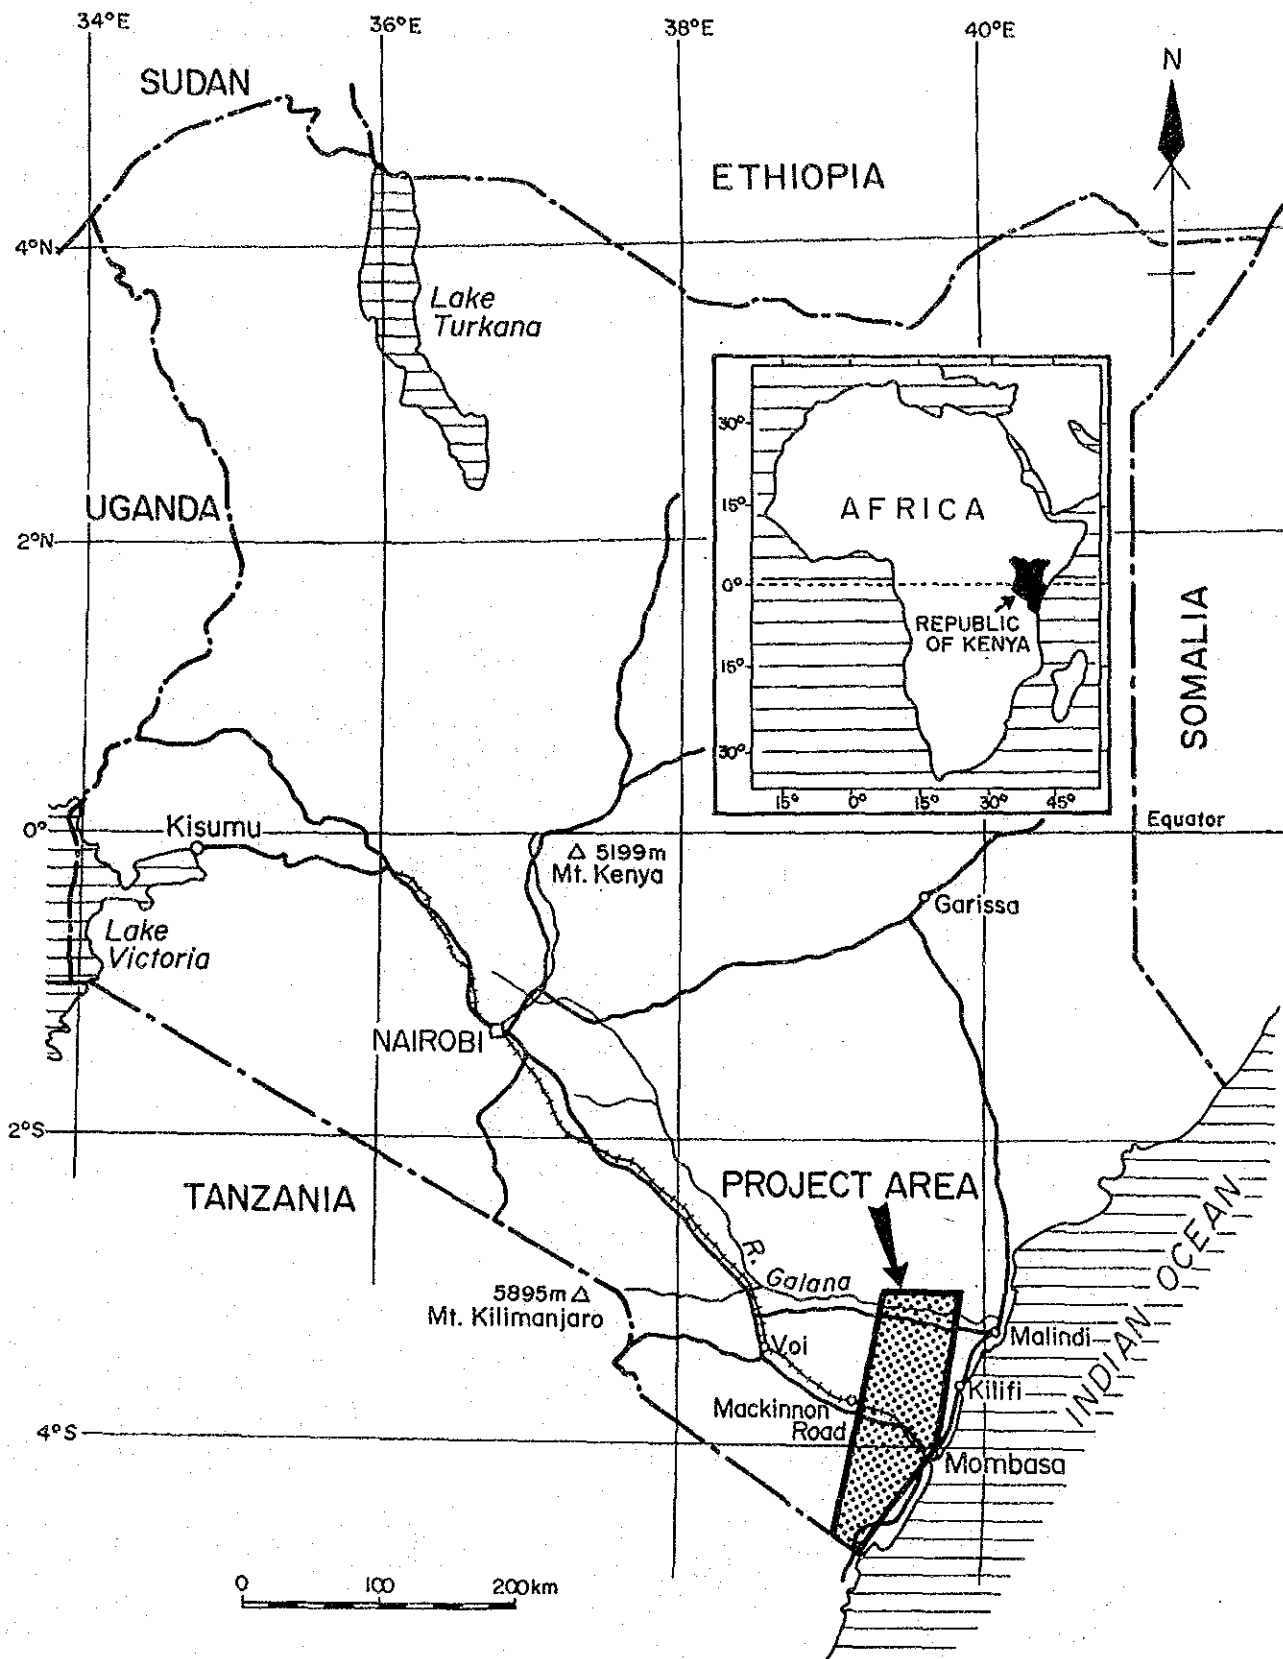 34°E
36°E
38°E
40°E
N
SUDAN
ETHIOPIA
4°N
Lake
Turkana
30°
UGANDA
15°
AFRICA
2°N
0°
REPUBLIC
OF KENYA
SOMALIA
15°
30°
15°
0°
15°
30°
45°
0°
Kisumu
Equator
△ 5199m
Mt. Kenya
Garissa
Lake
Victoria
NAIROBI
2°S
TANZANIA
PROJECT AREA
R.
Galana
INDIAN OCEAN
5895m △
Mt. Kilimanjaro
Malindi
Voi
Kilifi
Mackinnon
Road
4°S
Mombasa
0
100
200km